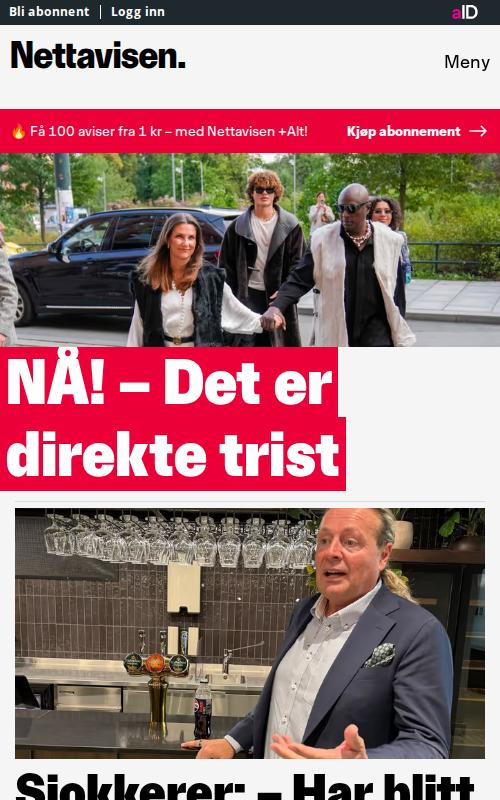 Bli abonnent
Logg inn
aID
Nettavisen.
Meny
🔥 Få 100 aviser fra 1 kr – med Nettavisen +Alt!
Kjøp abonnement →
NÅ! – Det er
direkte trist
Sjokkerer: – Har blitt